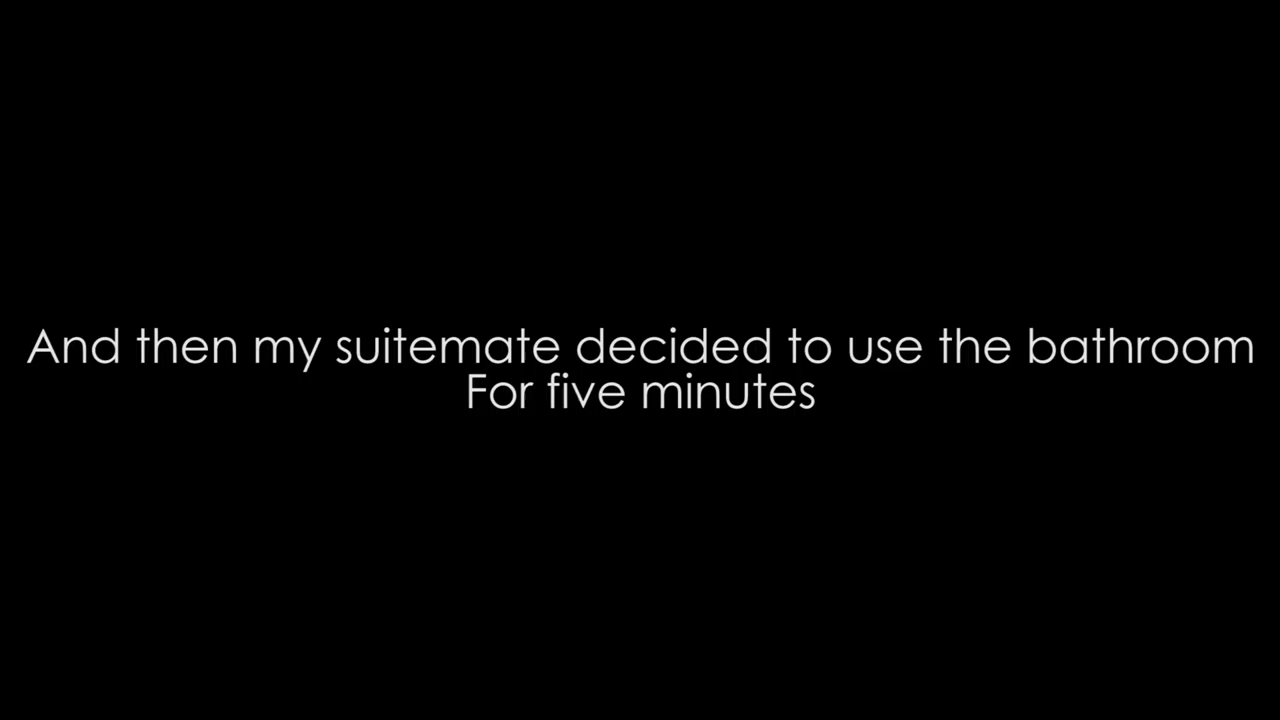 And then my suitemate decided to use the bathroom
For five minutes